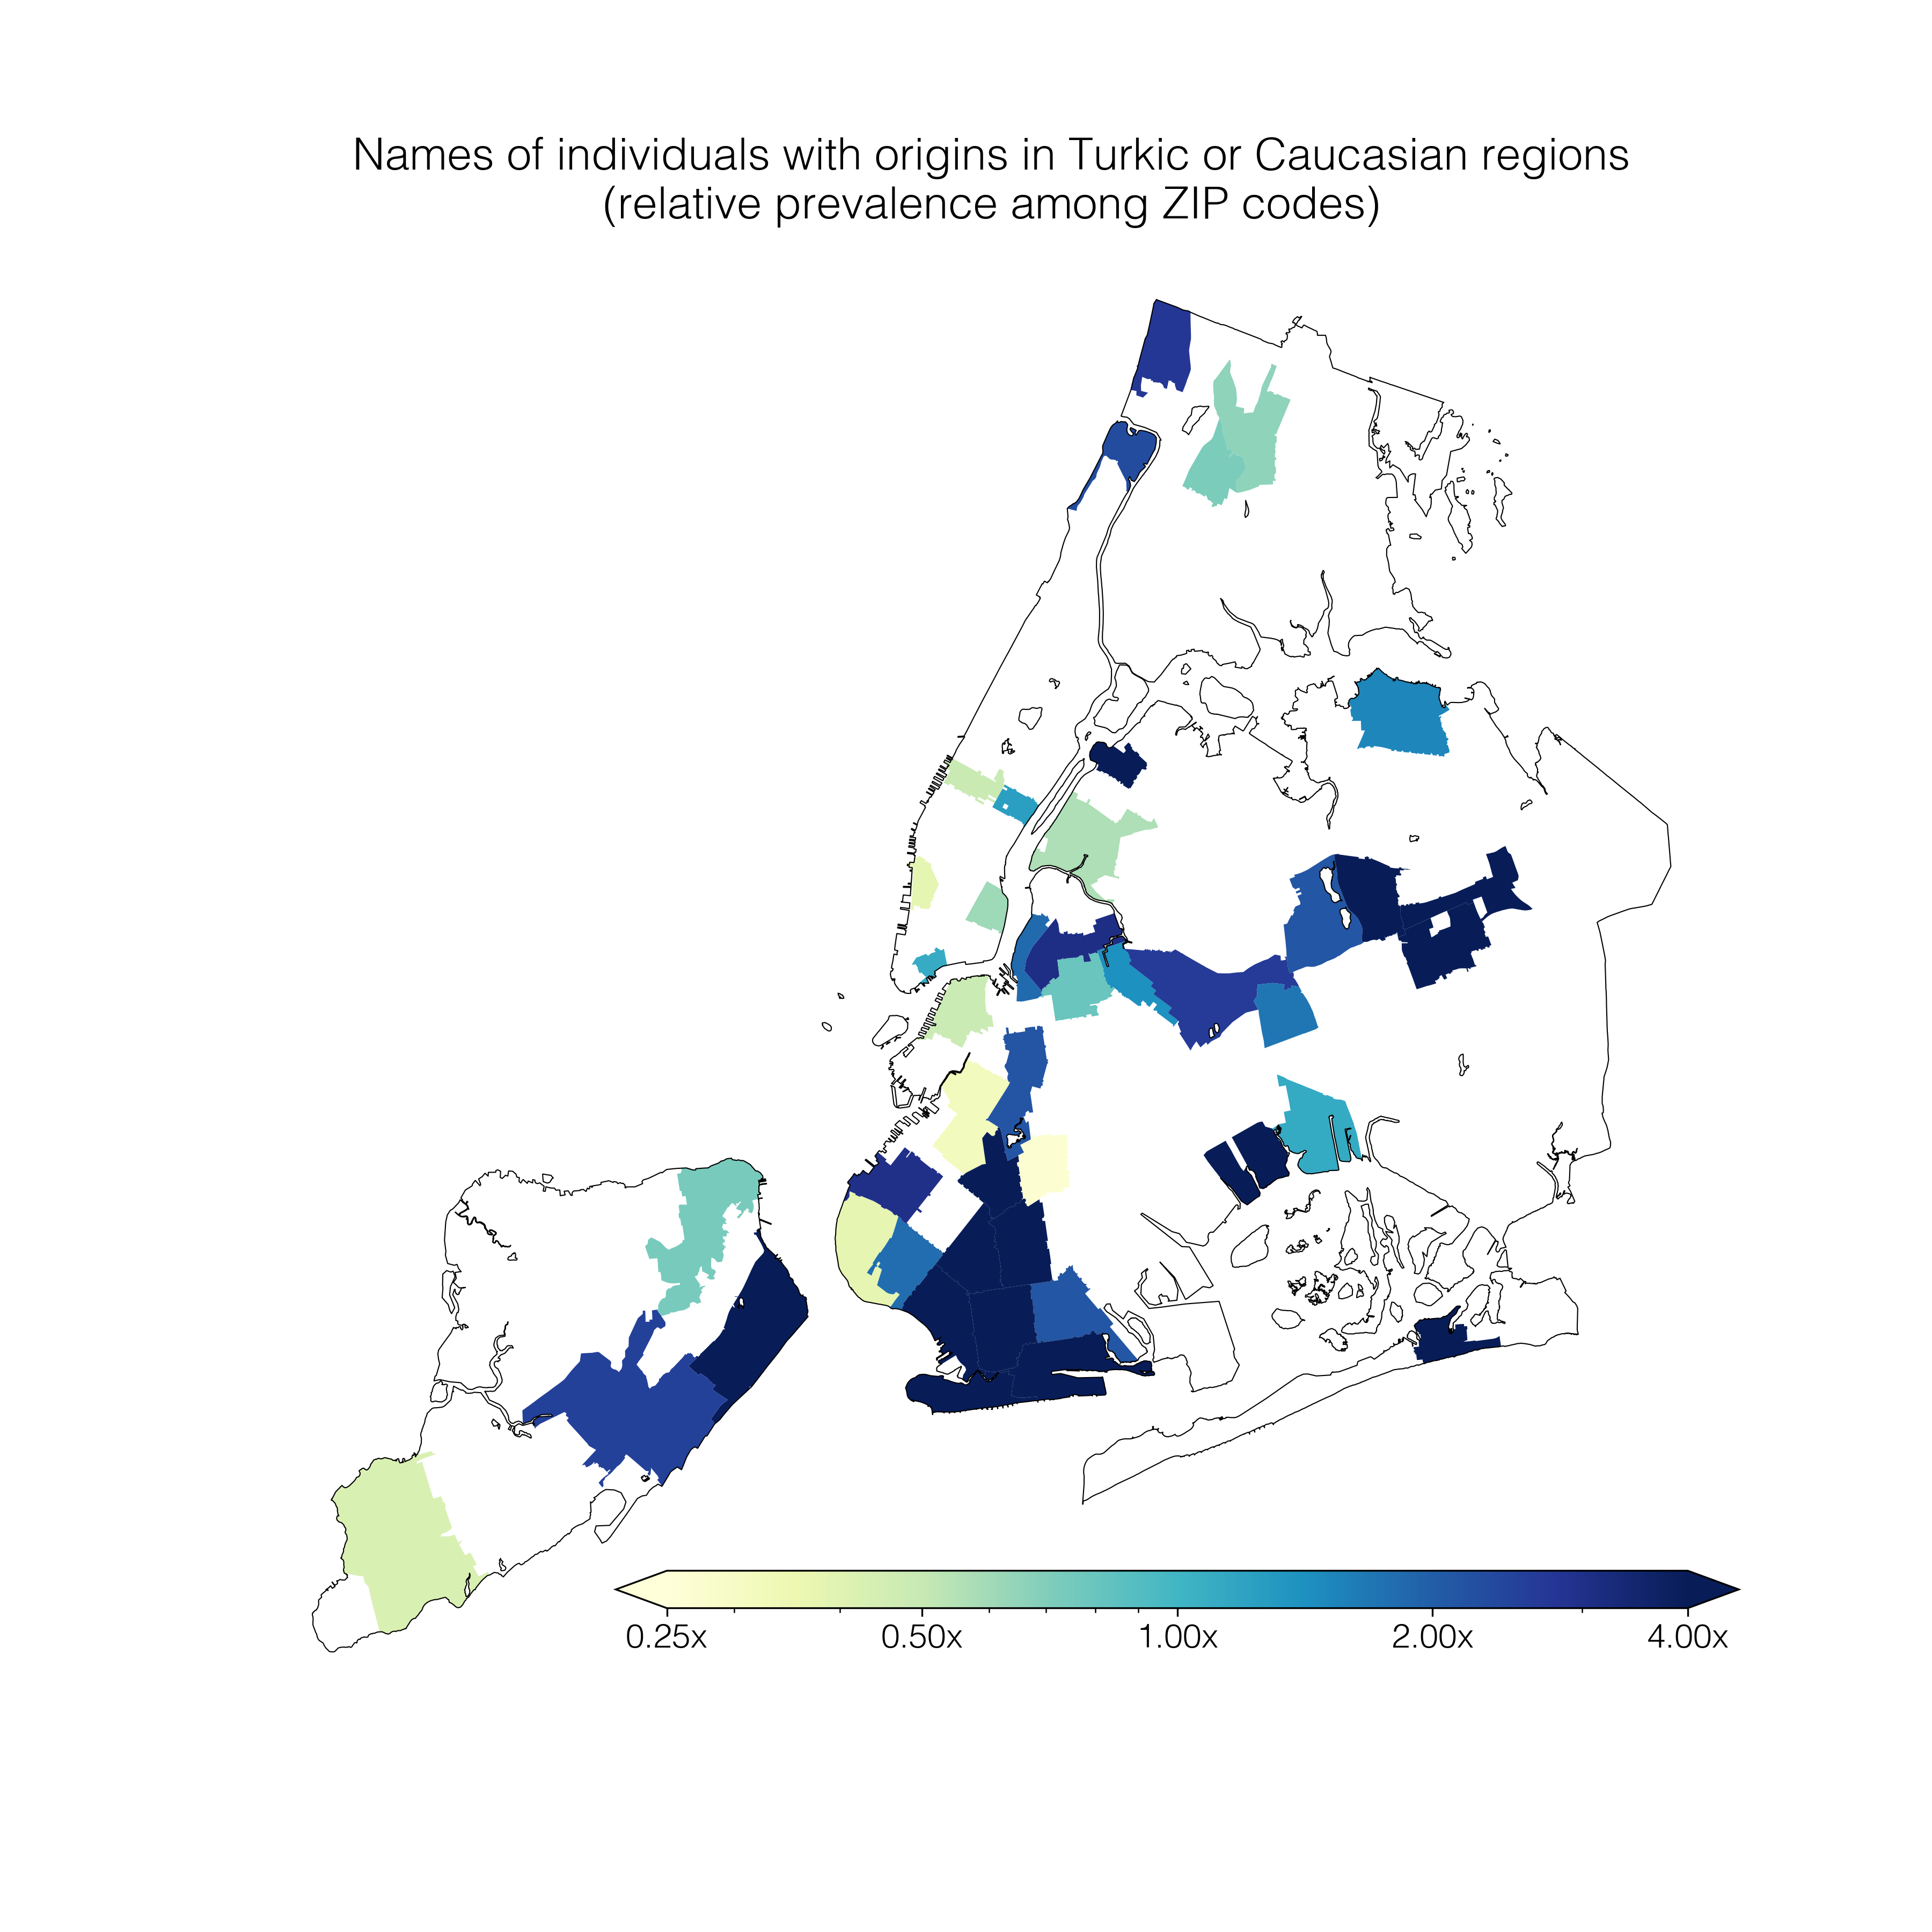 Names of individuals with origins in Turkic or Caucasian regions
(relative prevalence among ZIP codes)
0.25x 0.50x 1.00x 2.00x 4.00x